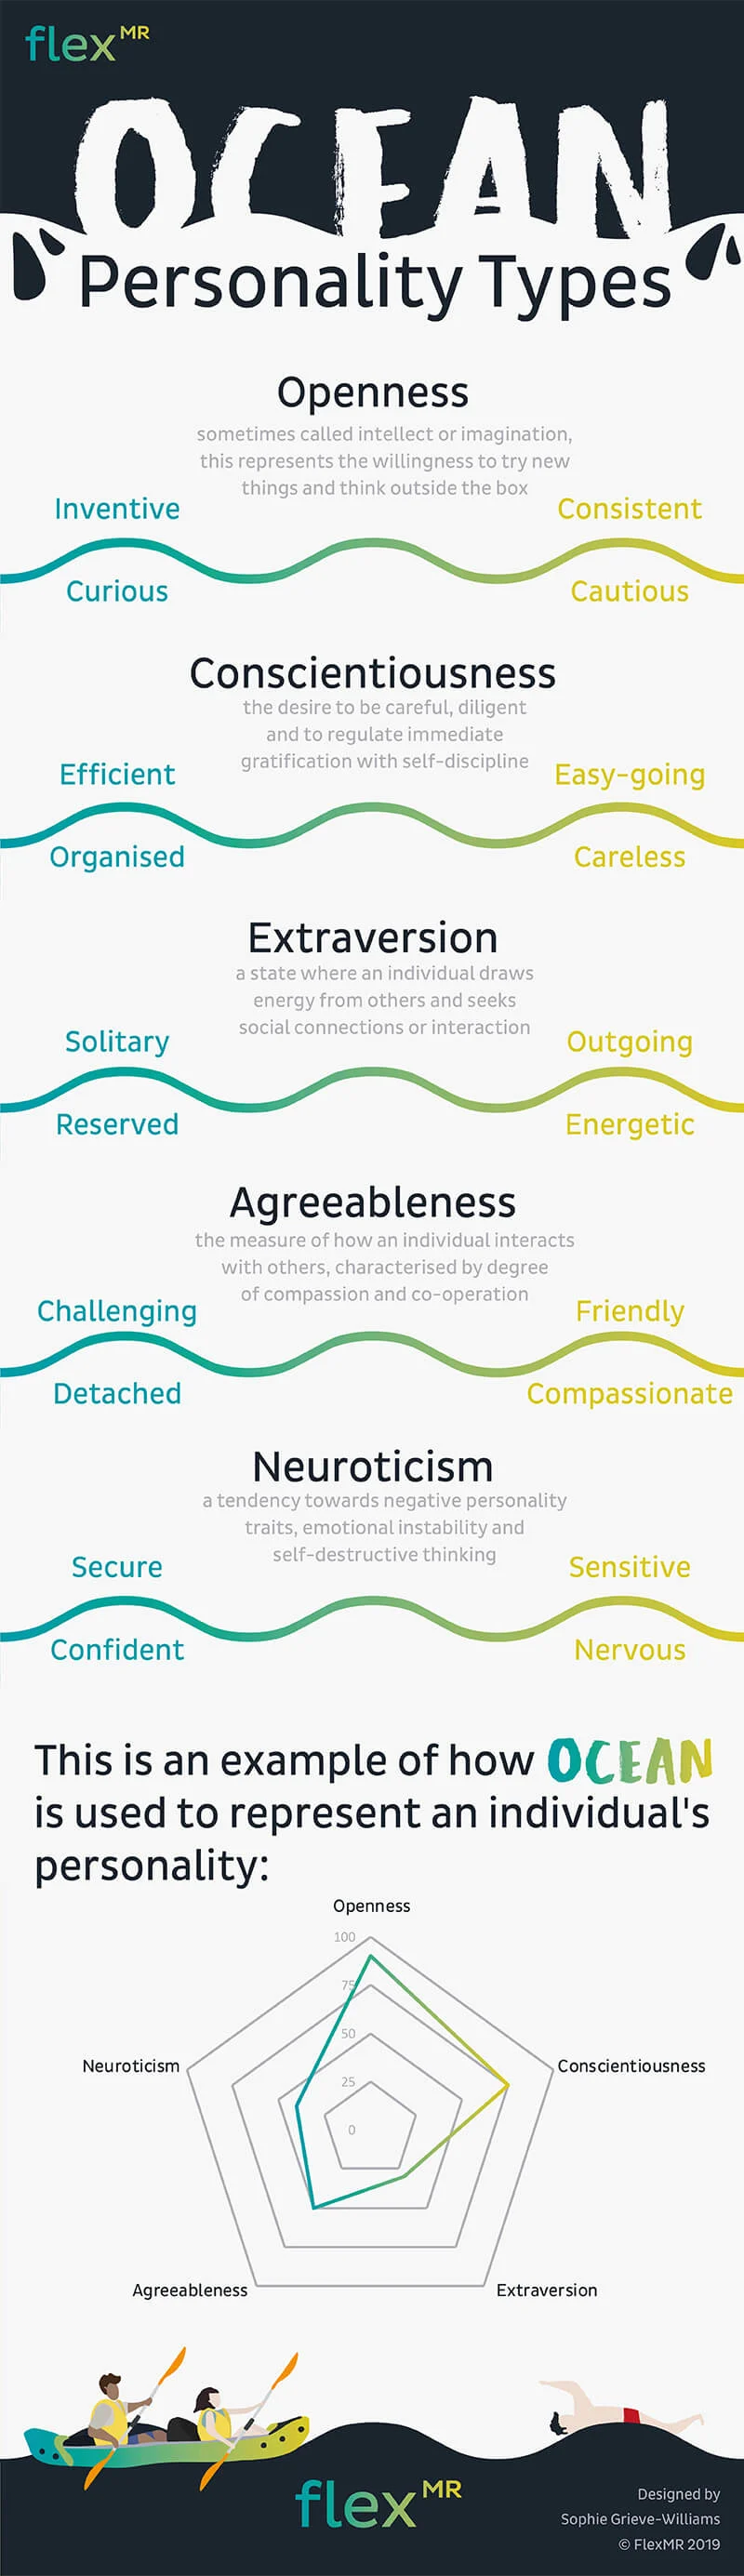 flex MR
OCEAN
Personality Types
Openness
sometimes called intellect or imagination,
this represents the willingness to try new
things and think outside the box
Inventive
Consistent
Curious
Cautious
Conscientiousness
the desire to be careful, diligent
and to regulate immediate
gratification with self-discipline
Efficient
Easy-going
Organised
Careless
Extraversion
a state where an individual draws
energy from others and seeks
social connections or interaction
Solitary
Outgoing
Reserved
Energetic
Agreeableness
the measure of how an individual interacts
with others, characterised by degree
of compassion and co-operation
Challenging
Friendly
Detached
Compassionate
Neuroticism
a tendency towards negative personality
traits, emotional instability and
self-destructive thinking
Secure
Sensitive
Confident
Nervous
This is an example of how OCEAN
is used to represent an individual's
personality:
Openness
100
75
50
Neuroticism
Conscientiousness
25
0
Agreeableness
Extraversion
flex MR
Designed by
Sophie Grieve-Williams
© FlexMR 2019